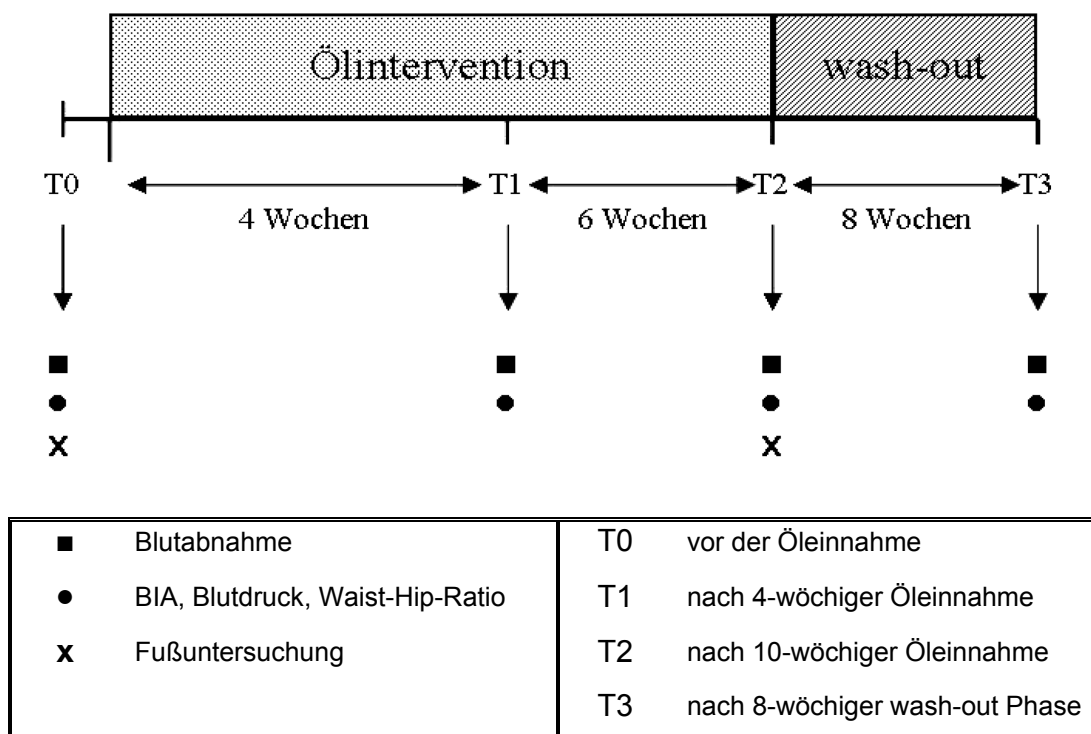 Ölintervention wash-out
T0 T1 T2 T3
4 Wochen 6 Wochen 8 Wochen
x x
■ Blutabnahme
● BIA, Blutdruck, Waist-Hip-Ratio
x Fußuntersuchung
T0 vor der Öleinnahme
T1 nach 4-wöchiger Öleinnahme
T2 nach 10-wöchiger Öleinnahme
T3 nach 8-wöchiger wash-out Phase